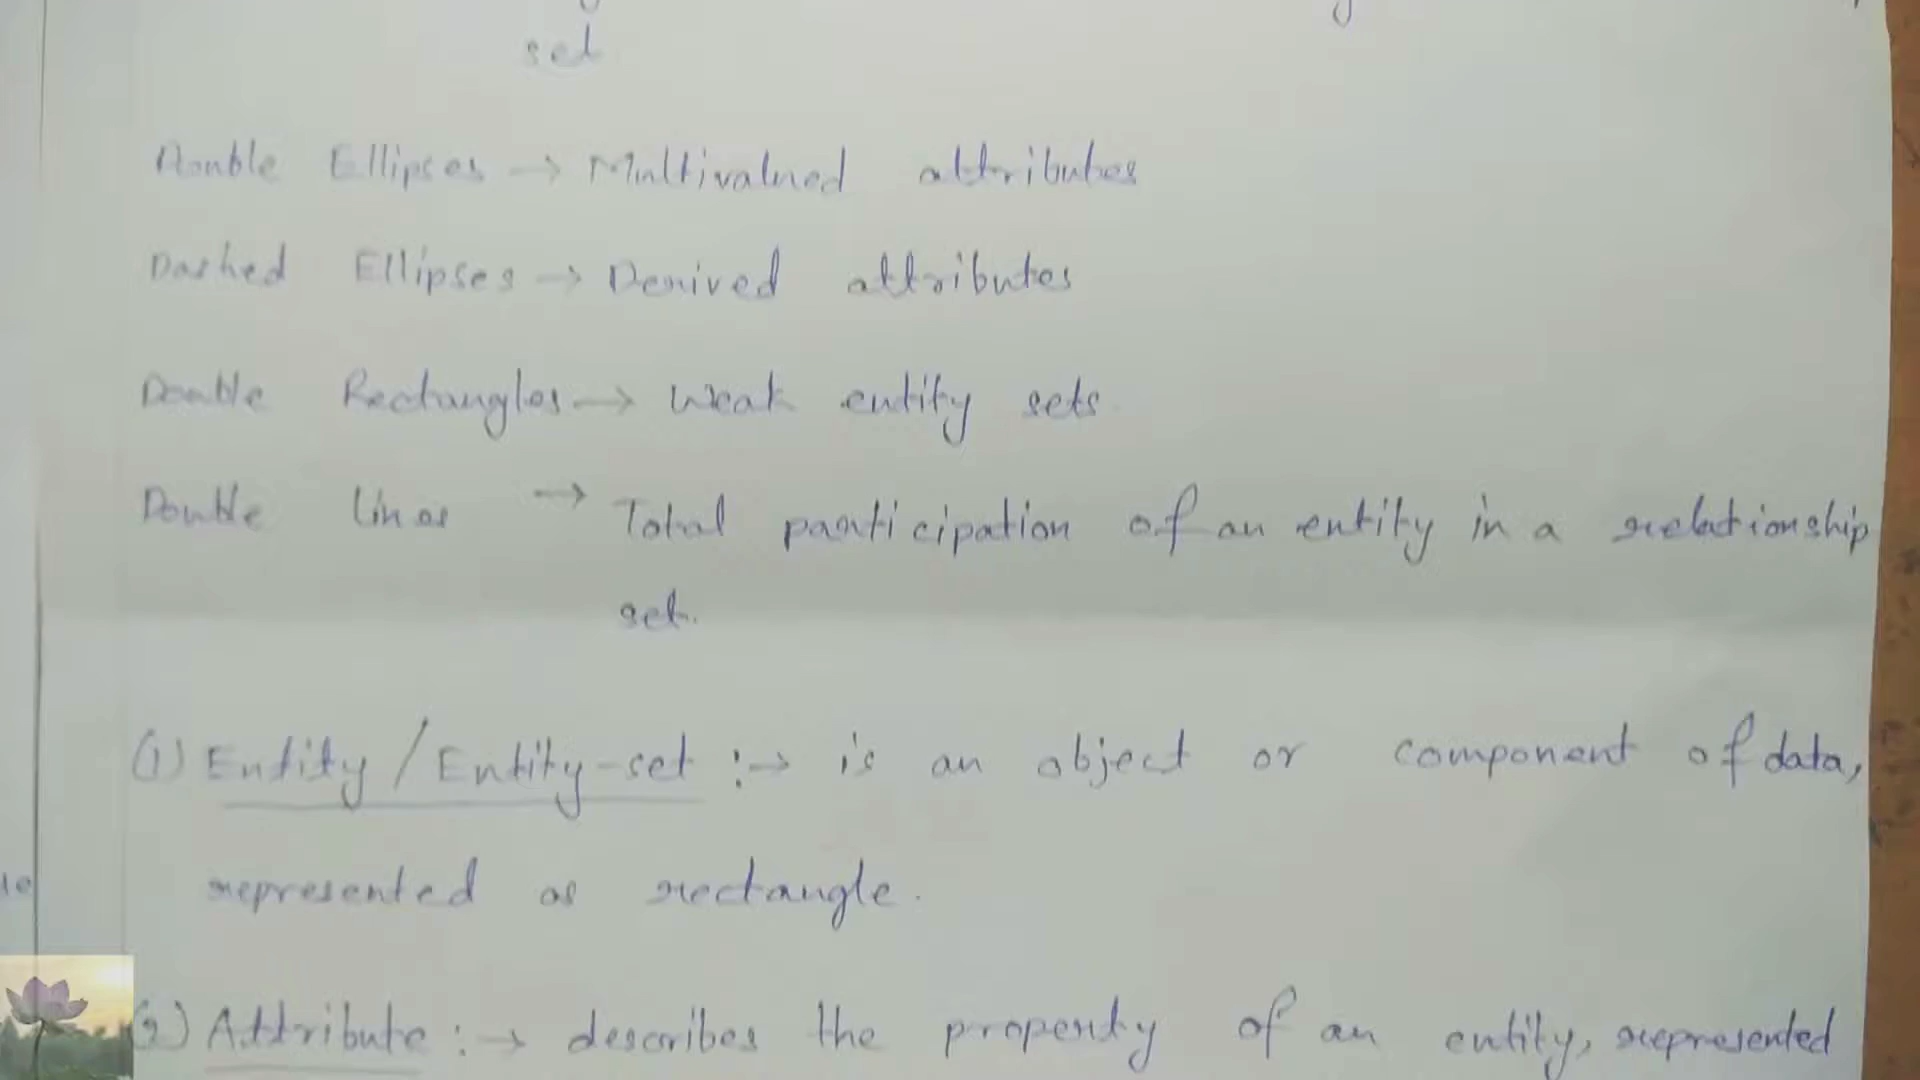 set
Double Ellipses → Multivalued attributes
Dashed Ellipses → Derived attributes
Double Rectangles → Weak entity sets
Double lines → Total participation of an entity in a relationship
set.
(1) Entity / Entity-set :→ is an object or component of data,
represented as rectangle.
(2) Attribute :→ describes the property of an entity, represented